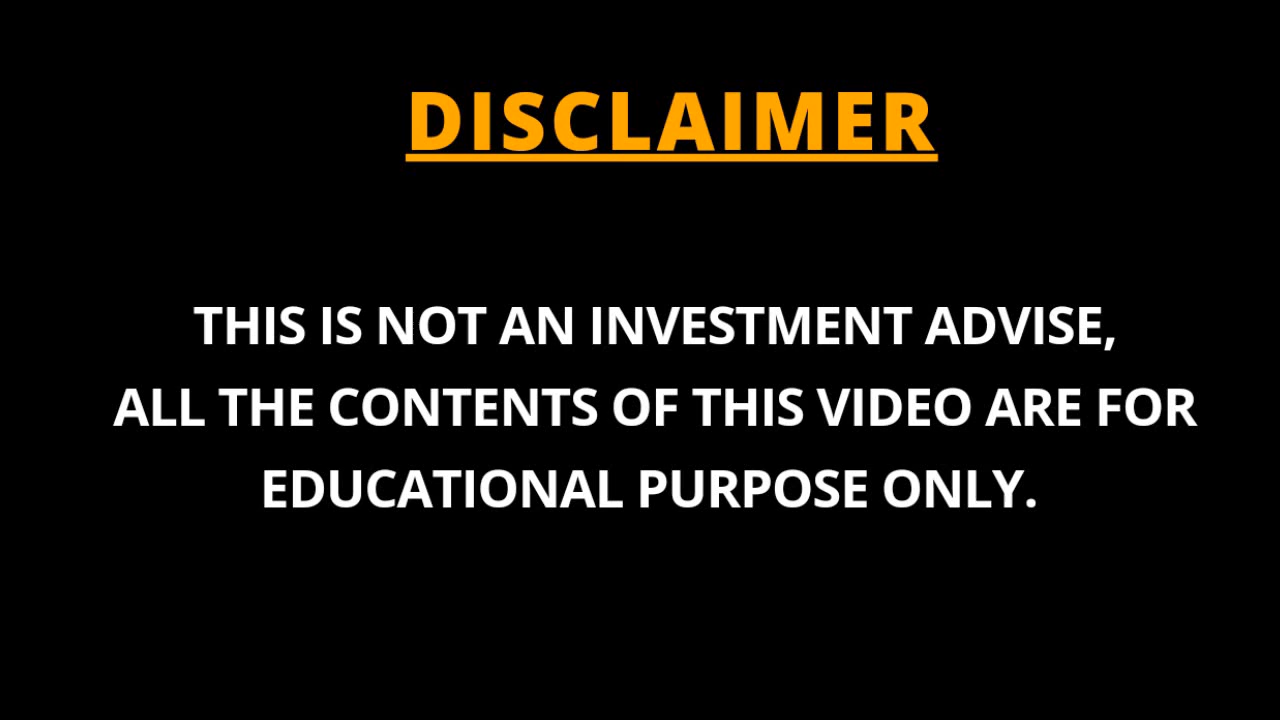 DISCLAIMER
THIS IS NOT AN INVESTMENT ADVISE,
ALL THE CONTENTS OF THIS VIDEO ARE FOR
EDUCATIONAL PURPOSE ONLY.